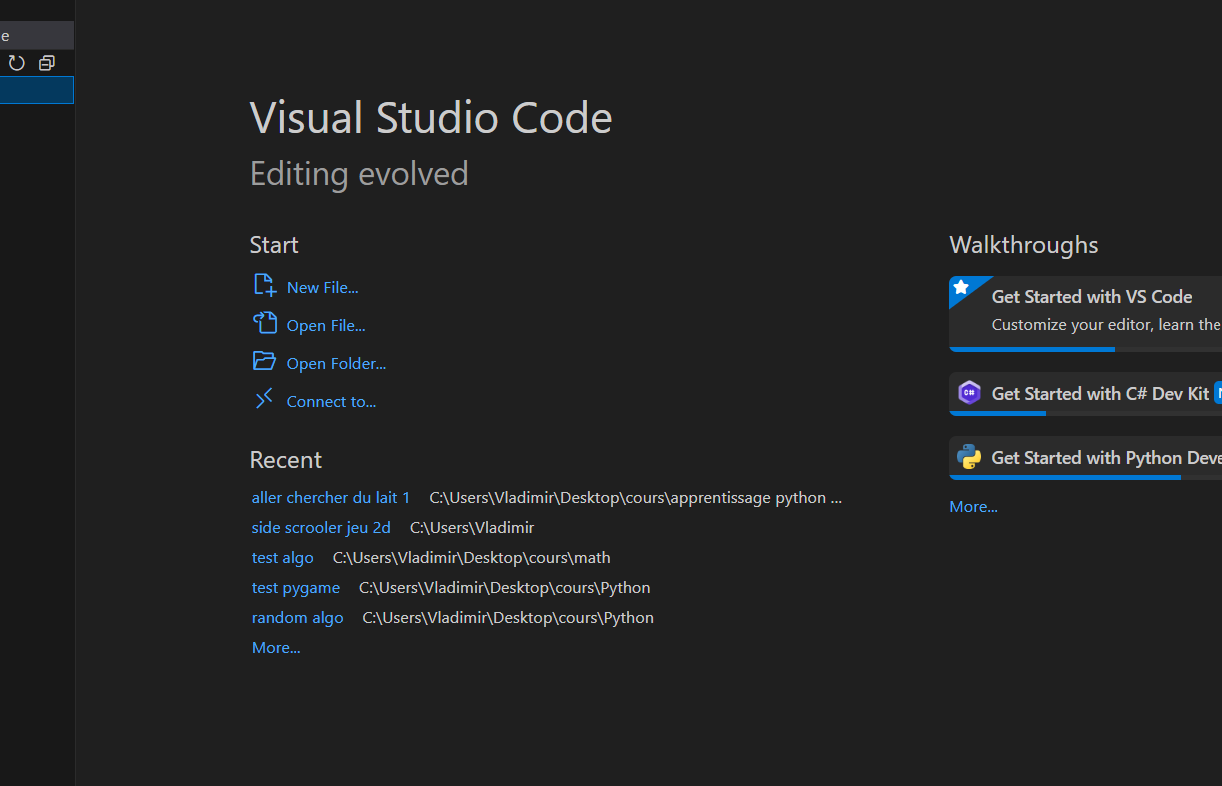 e
Visual Studio Code
Editing evolved
Start
New File...
Open File...
Open Folder...
Connect to...
Recent
aller chercher du lait 1 C:\Users\Vladimir\Desktop\cours\apprentissage python ...
side scrooler jeu 2d C:\Users\Vladimir
test algo C:\Users\Vladimir\Desktop\cours\math
test pygame C:\Users\Vladimir\Desktop\cours\Python
random algo C:\Users\Vladimir\Desktop\cours\Python
More...
Walkthroughs
Get Started with VS Code
Customize your editor, learn the
C#
Get Started with C# Dev Kit
Get Started with Python Deve
More...